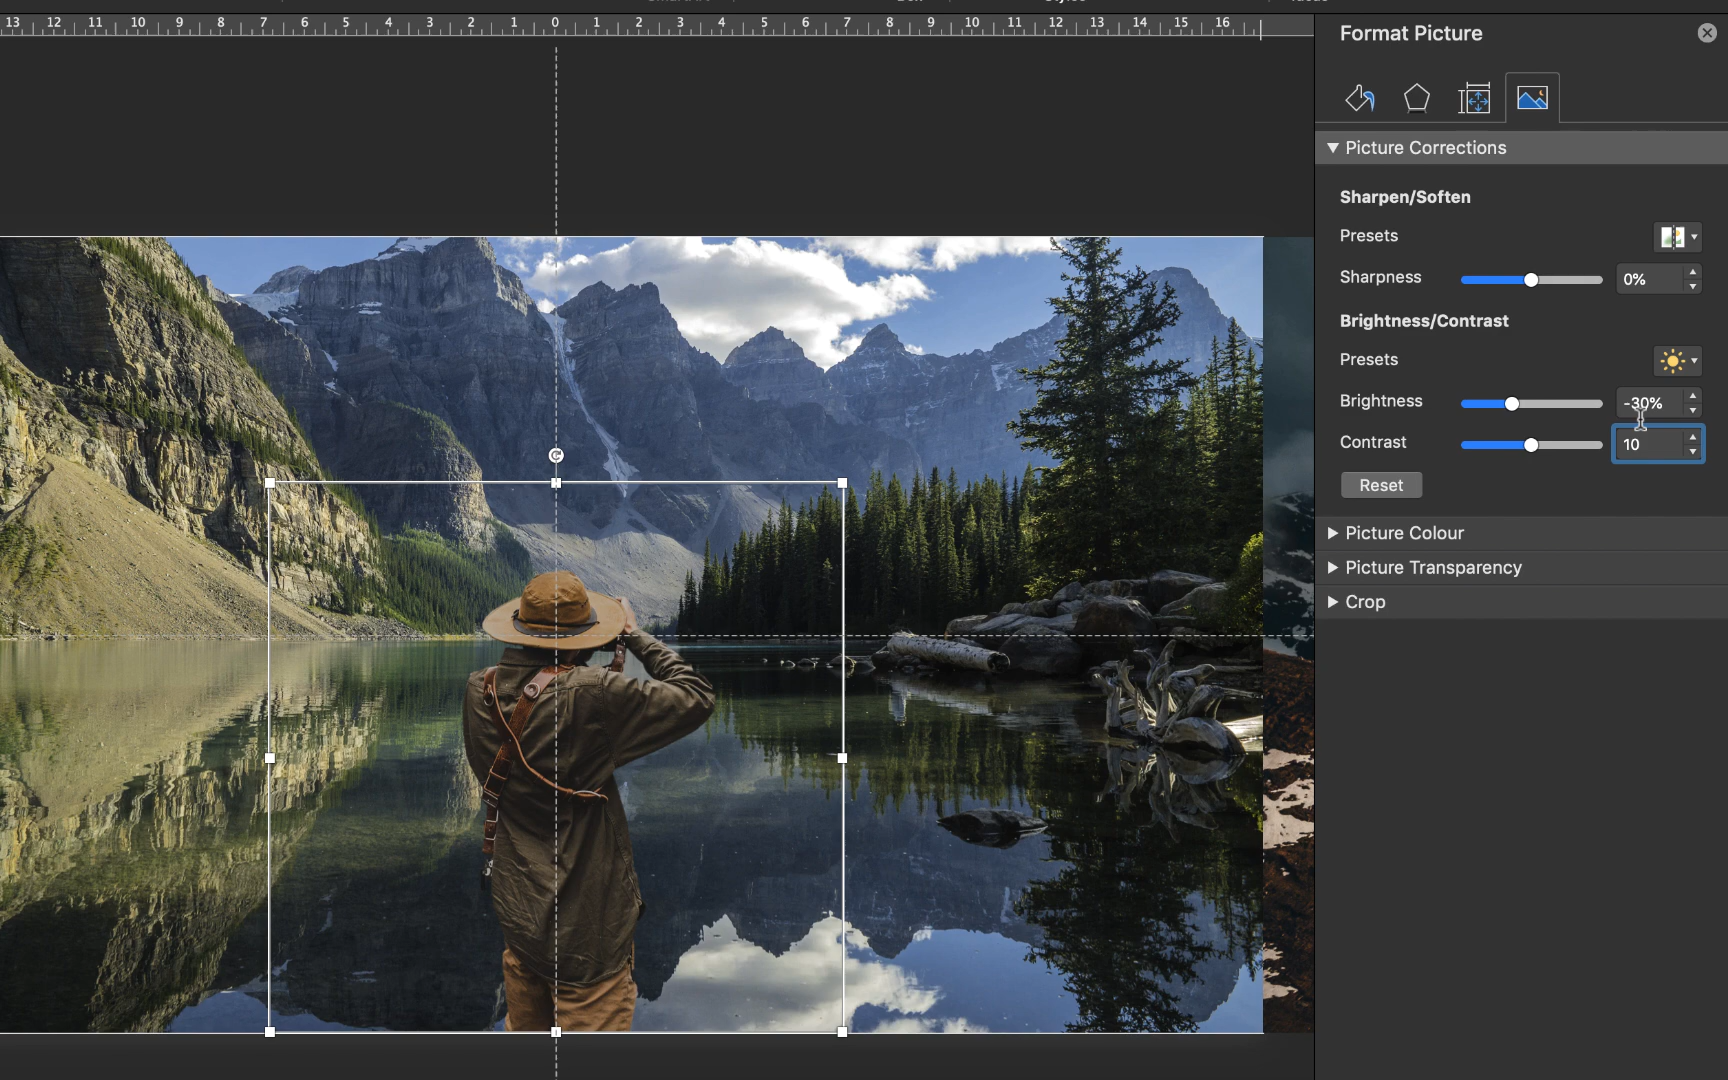 13 12 11 10 9 8 7 6 5 4 3 2 1 0 1 2 3 4 5 6 7 8 9 10 11 12 13 14 15 16
Format Picture
Picture Corrections
Sharpen/Soften
Presets
Sharpness 0%
Brightness/Contrast
Presets
Brightness -30%
Contrast 10
Reset
Picture Colour
Picture Transparency
Crop